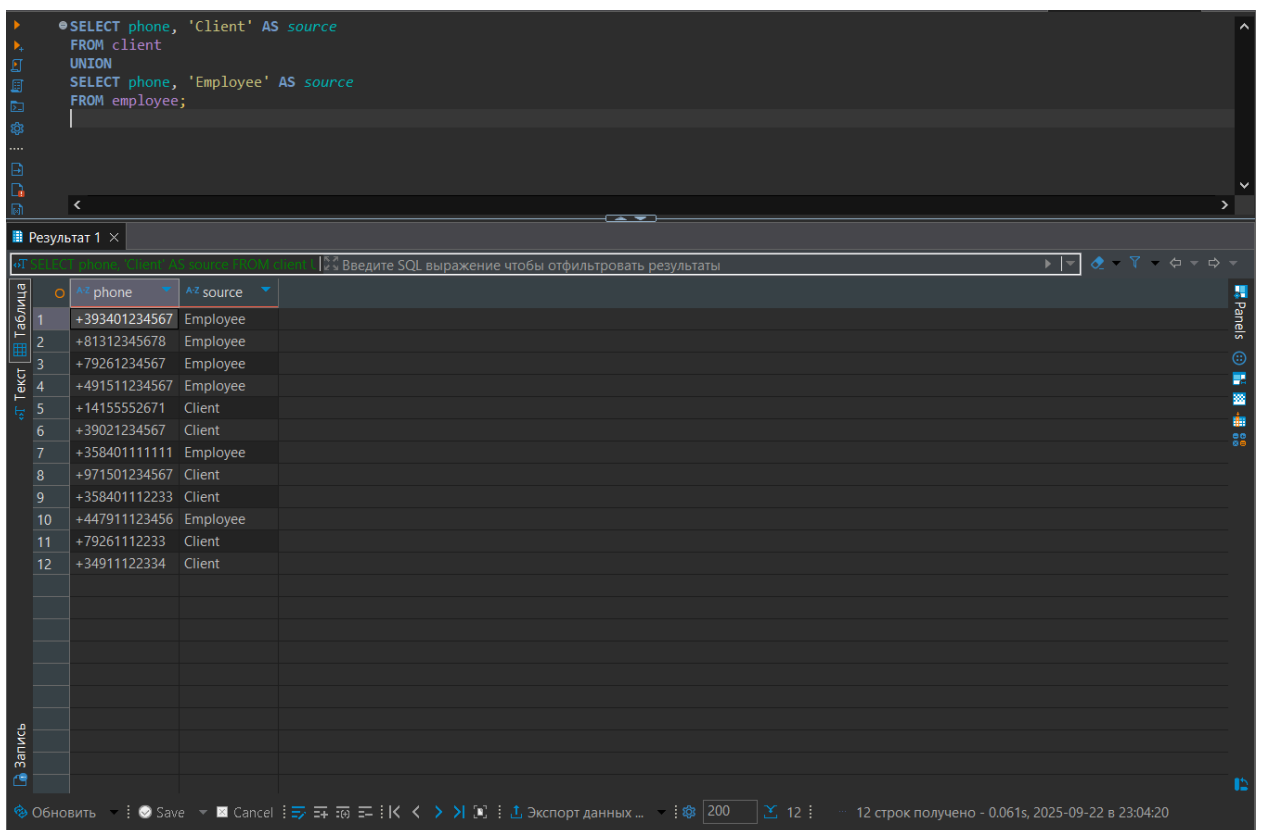 SELECT phone, 'Client' AS source
FROM client
UNION
SELECT phone, 'Employee' AS source
FROM employee;
Результат 1 ×
SELECT phone, 'Client' AS source FROM client U Введите SQL выражение чтобы отфильтровать результаты
Таблица
Текст
Запись
Panels
A-Z phone A-Z source
1 +393401234567 Employee
2 +81312345678 Employee
3 +79261234567 Employee
4 +491511234567 Employee
5 +14155552671 Client
6 +39021234567 Client
7 +358401111111 Employee
8 +971501234567 Client
9 +358401112233 Client
10 +447911123456 Employee
11 +79261112233 Client
12 +34911122334 Client
Обновить Save Cancel Экспорт данных ... 200 12 12 строк получено - 0.061s, 2025-09-22 в 23:04:20